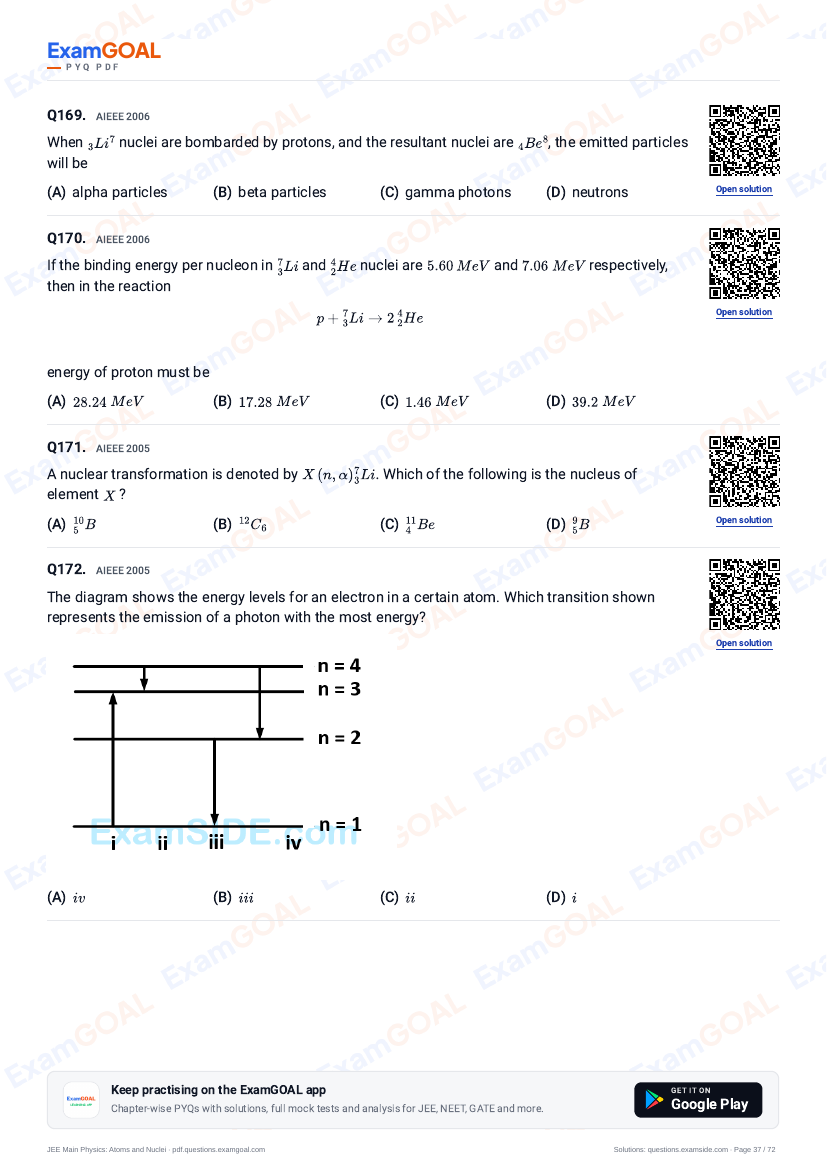 ExamGOAL
PYQ PDF
Q169. AIEEE 2006
When ₃Li⁷ nuclei are bombarded by protons, and the resultant nuclei are ₄Be⁸, the emitted particles
will be
(A) alpha particles (B) beta particles (C) gamma photons (D) neutrons
Open solution
Q170. AIEEE 2006
If the binding energy per nucleon in ⁷₃Li and ⁴₂He nuclei are 5.60 MeV and 7.06 MeV respectively,
then in the reaction
p + ⁷₃Li → 2 ⁴₂He
energy of proton must be
(A) 28.24 MeV (B) 17.28 MeV (C) 1.46 MeV (D) 39.2 MeV
Open solution
Q171. AIEEE 2005
A nuclear transformation is denoted by X (n, α) ⁷₃Li. Which of the following is the nucleus of
element X ?
(A) ¹⁰₅B (B) ¹²C₆ (C) ¹¹₄Be (D) ⁹₅B
Open solution
Q172. AIEEE 2005
The diagram shows the energy levels for an electron in a certain atom. Which transition shown
represents the emission of a photon with the most energy?
Open solution
n = 4
n = 3
n = 2
n = 1
ExamSIDE.com
i ii iii iv
(A) iv (B) iii (C) ii (D) i
Keep practising on the ExamGOAL app
Chapter-wise PYQs with solutions, full mock tests and analysis for JEE, NEET, GATE and more.
GET IT ON
Google Play
JEE Main Physics: Atoms and Nuclei · pdf.questions.examgoal.com
Solutions: questions.examside.com · Page 37 / 72